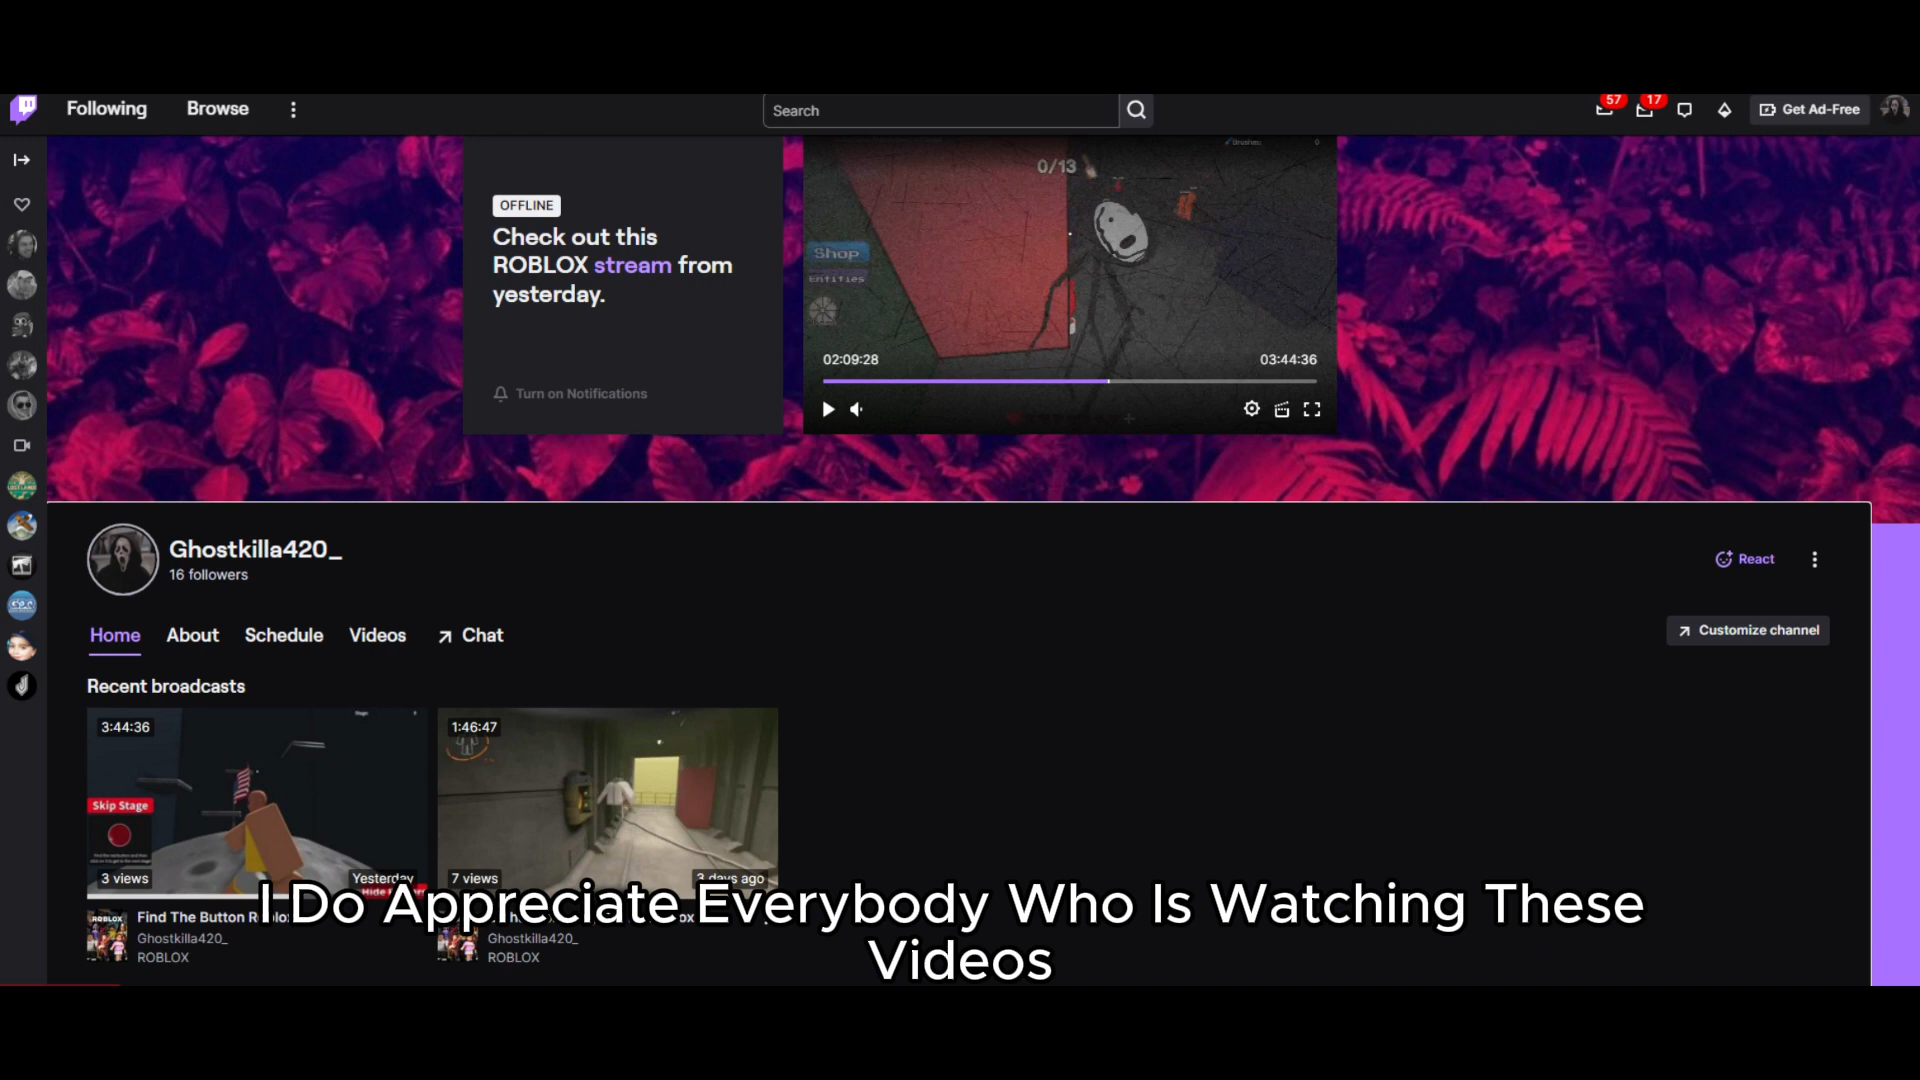 Following
Browse
Search
57
17
Get Ad-Free
OFFLINE
Check out this
ROBLOX stream from
yesterday.
Turn on Notifications
0/13
Shop
Entities
02:09:28
03:44:36
Ghostkilla420_
16 followers
React
Home
About
Schedule
Videos
Chat
Customize channel
Recent broadcasts
3:44:36
Skip Stage
3 views
Yesterday
1:46:47
7 views
3 days ago
I Do Appreciate Everybody Who Is Watching These
Videos
Find The Button
Ghostkilla420_
ROBLOX
Ghostkilla420_
ROBLOX